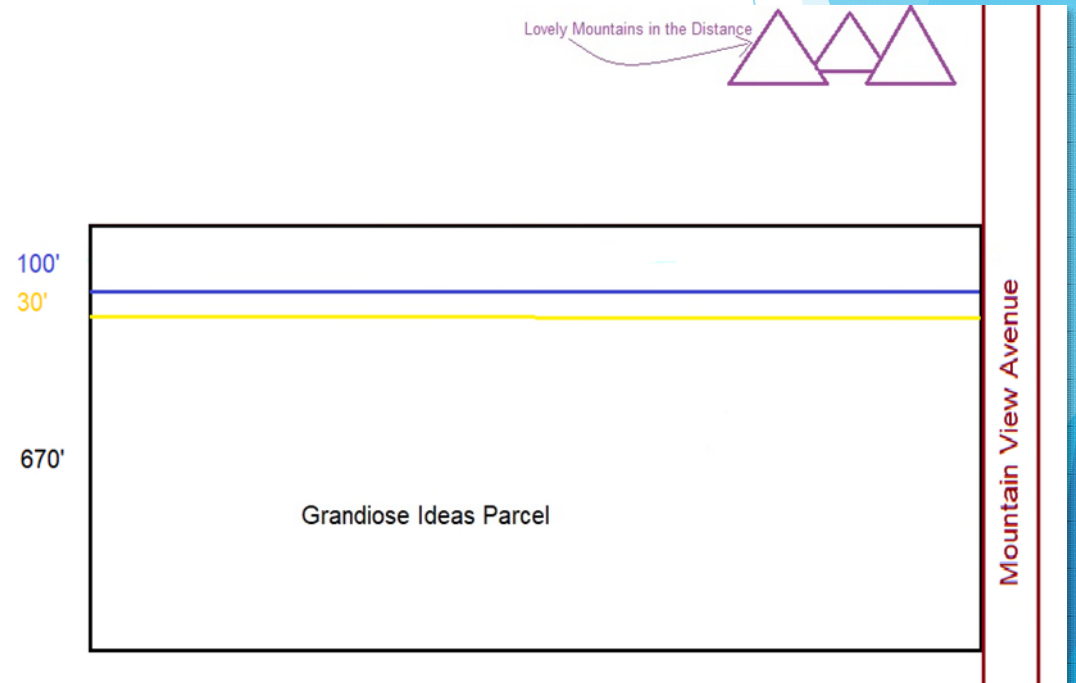 Lovely Mountains in the Distance
100'
30'
670'
Grandiose Ideas Parcel
Mountain View Avenue